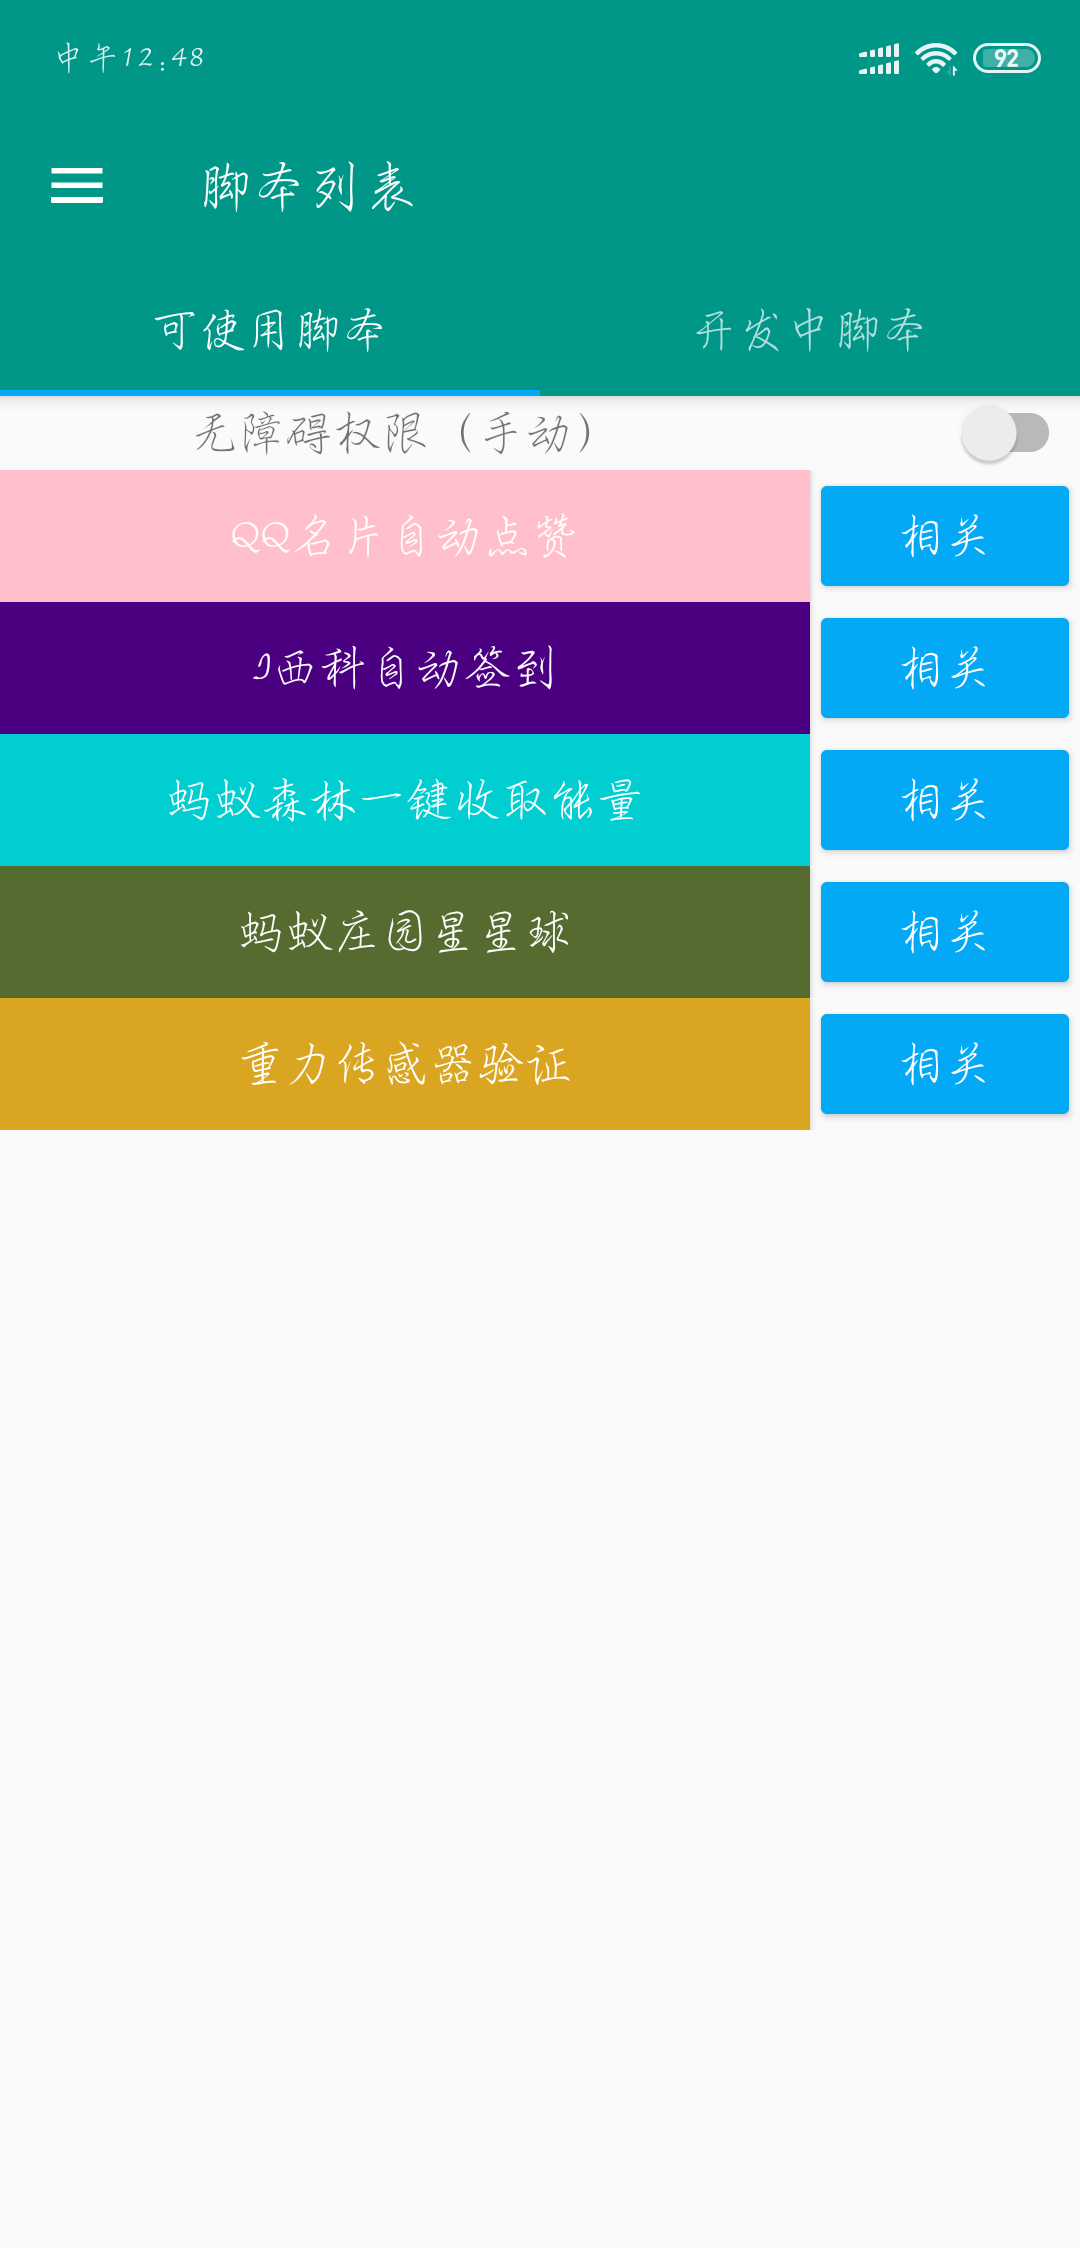 中午12:48
92
脚本列表
可使用脚本
开发中脚本
无障碍权限（手动）
QQ名片自动点赞
相关
I西科自动签到
相关
蚂蚁森林一键收取能量
相关
蚂蚁庄园星星球
相关
重力传感器验证
相关